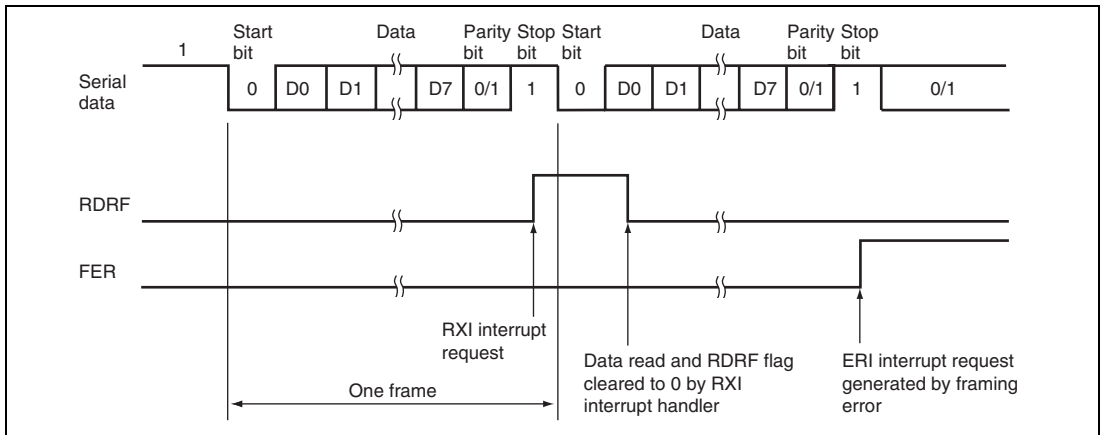 Start bit Data Parity bit Stop bit Start bit Data Parity bit Stop bit
1
Serial data
0 D0 D1 D7 0/1 1 0 D0 D1 D7 0/1 1 0/1
RDRF
FER
RXI interrupt
request
Data read and RDRF flag
cleared to 0 by RXI
interrupt handler
ERI interrupt request
generated by framing
error
One frame